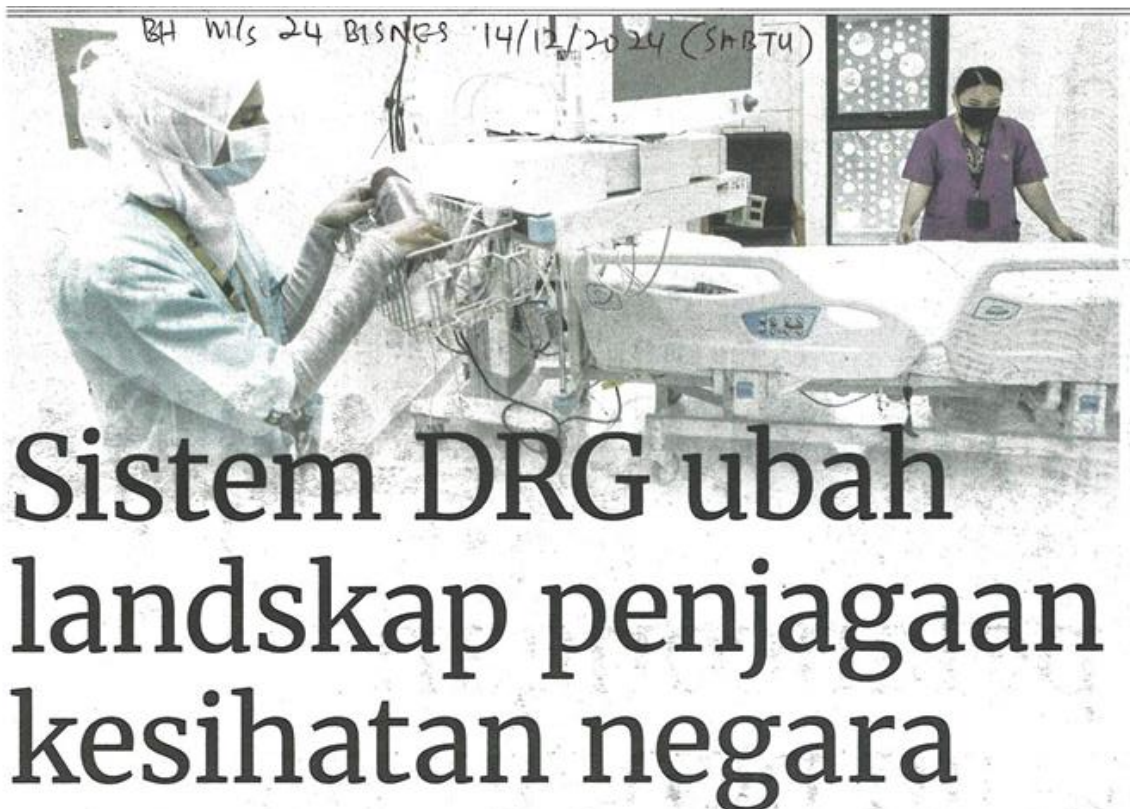 BH m/s 24 BISNES 14/12/2024 (SABTU)
Sistem DRG ubah
landskap penjagaan
kesihatan negara